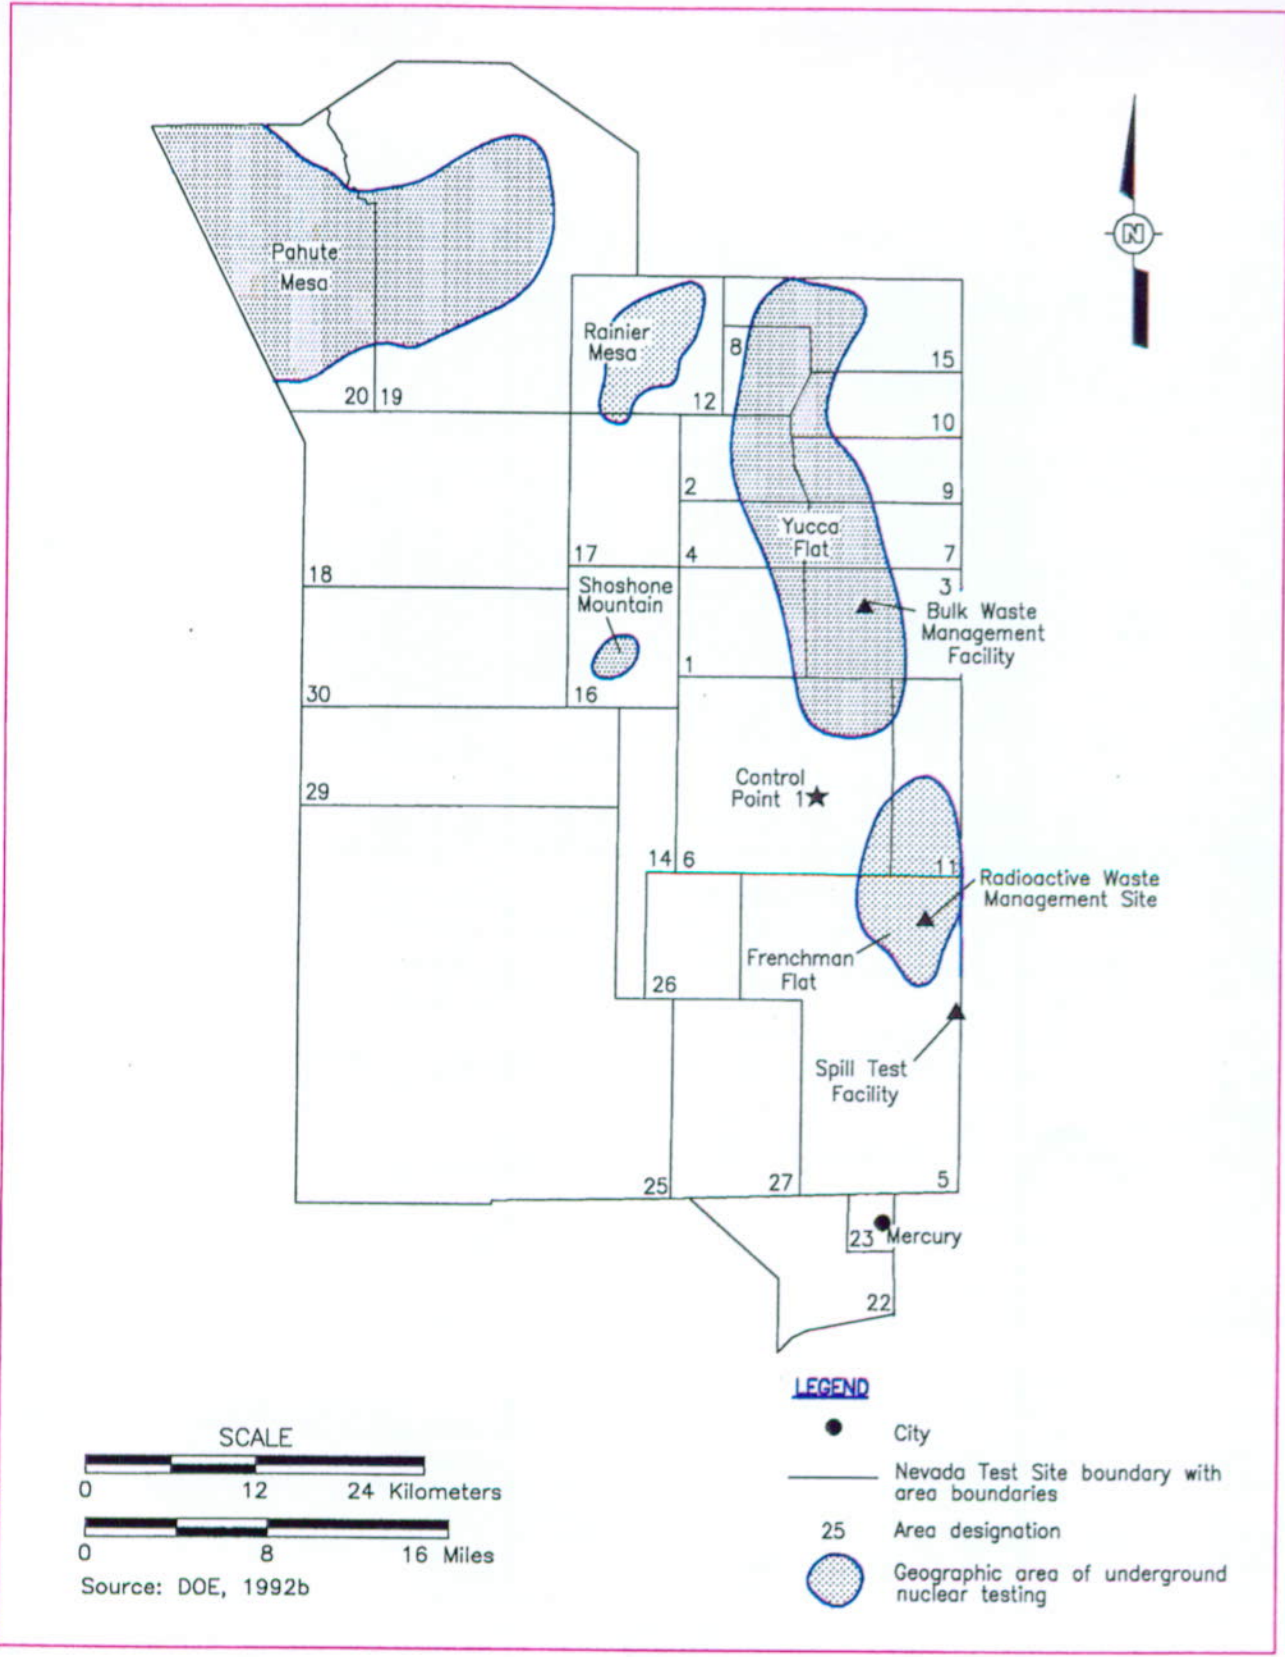 N
Pahute
Mesa
Rainier
Mesa
8
15
20
19
12
10
2
9
Yucca
Flat
17
4
7
18
Shoshone
Mountain
3
Bulk Waste
Management
Facility
1
30
16
29
Control
Point 1
14
6
11
Radioactive Waste
Management Site
Frenchman
Flat
26
Spill Test
Facility
25
27
5
23
Mercury
22
LEGEND
City
Nevada Test Site boundary with
area boundaries
25
Area designation
Geographic area of underground
nuclear testing
SCALE
0 12 24 Kilometers
0 8 16 Miles
Source: DOE, 1992b